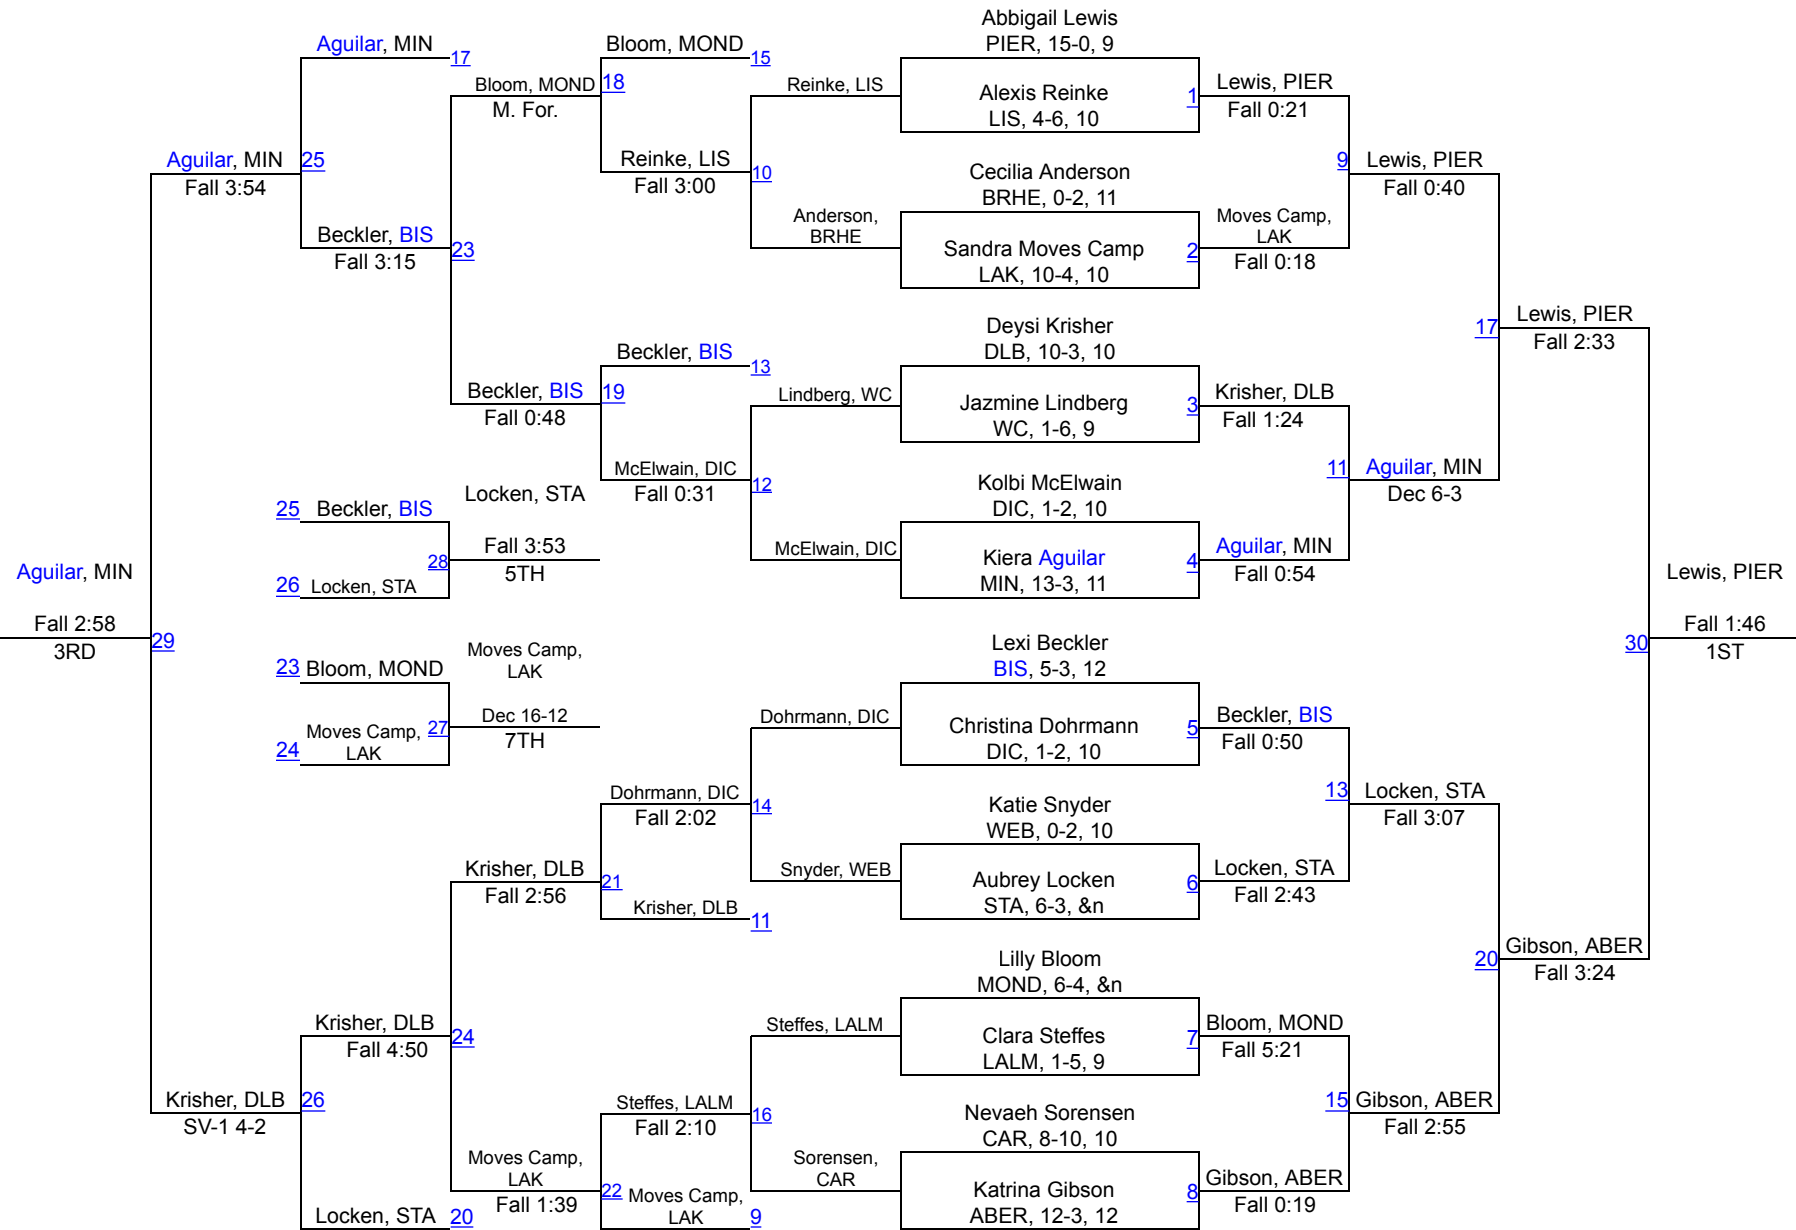 Abbigail Lewis
PIER, 15-0, 9
Alexis Reinke
LIS, 4-6, 10
Cecilia Anderson
BRHE, 0-2, 11
Sandra Moves Camp
LAK, 10-4, 10
Deysi Krisher
DLB, 10-3, 10
Jazmine Lindberg
WC, 1-6, 9
Kolbi McElwain
DIC, 1-2, 10
Kiera Aguilar
MIN, 13-3, 11
Lexi Beckler
BIS, 5-3, 12
Christina Dohrmann
DIC, 1-2, 10
Katie Snyder
WEB, 0-2, 10
Aubrey Locken
STA, 6-3, &n
Lilly Bloom
MOND, 6-4, &n
Clara Steffes
LALM, 1-5, 9
Nevaeh Sorensen
CAR, 8-10, 10
Katrina Gibson
ABER, 12-3, 12
1
Lewis, PIER
Fall 0:21
2
Moves Camp,
LAK
Fall 0:18
3
Krisher, DLB
Fall 1:24
4
Aguilar, MIN
Fall 0:54
5
Beckler, BIS
Fall 0:50
6
Locken, STA
Fall 2:43
7
Bloom, MOND
Fall 5:21
8
Gibson, ABER
Fall 0:19
9
Lewis, PIER
Fall 0:40
11
Aguilar, MIN
Dec 6-3
13
Locken, STA
Fall 3:07
15
Gibson, ABER
Fall 2:55
17
Lewis, PIER
Fall 2:33
20
Gibson, ABER
Fall 3:24
30
Lewis, PIER
Fall 1:46
1ST
Reinke, LIS
Anderson,
BRHE
Lindberg, WC
McElwain, DIC
Dohrmann, DIC
Snyder, WEB
Steffes, LALM
Sorensen,
CAR
Bloom, MOND
15
Reinke, LIS
Fall 3:00
10
Beckler, BIS
13
McElwain, DIC
Fall 0:31
12
Dohrmann, DIC
Fall 2:02
14
Krisher, DLB
11
Steffes, LALM
Fall 2:10
16
Moves Camp,
LAK
9
Bloom, MOND
M. For.
18
Beckler, BIS
Fall 0:48
19
Krisher, DLB
Fall 2:56
21
Moves Camp,
LAK
Fall 1:39
22
Aguilar, MIN
17
Beckler, BIS
Fall 3:15
23
Krisher, DLB
Fall 4:50
24
Locken, STA
20
Aguilar, MIN
Fall 3:54
25
Krisher, DLB
SV-1 4-2
26
Aguilar, MIN
Fall 2:58
3RD
29
25
Beckler, BIS
26
Locken, STA
28
Locken, STA
Fall 3:53
5TH
23
Bloom, MOND
24
Moves Camp,
LAK
27
Moves Camp,
LAK
Dec 16-12
7TH